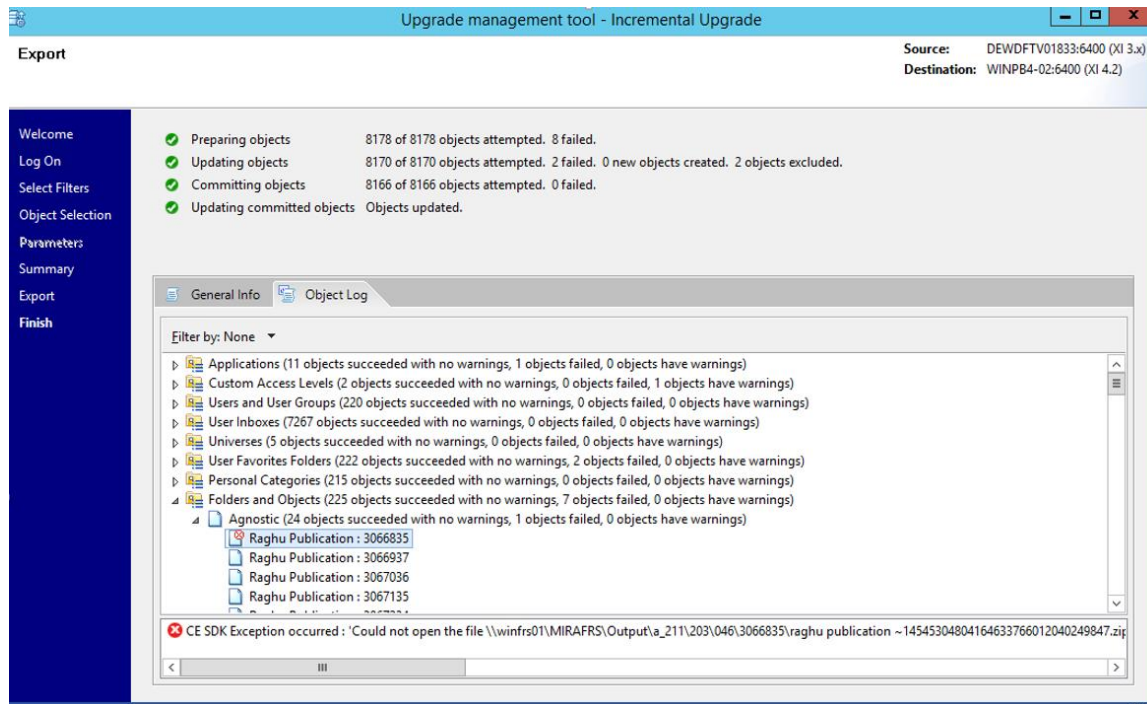 Upgrade management tool - Incremental Upgrade
Export
Source: DEWDFTV01833:6400 (XI 3.x)
Destination: WINPB4-02:6400 (XI 4.2)
Welcome
Log On
Select Filters
Object Selection
Parameters
Summary
Export
Finish
Preparing objects 8178 of 8178 objects attempted. 8 failed.
Updating objects 8170 of 8170 objects attempted. 2 failed. 0 new objects created. 2 objects excluded.
Committing objects 8166 of 8166 objects attempted. 0 failed.
Updating committed objects Objects updated.
General Info Object Log
Filter by: None
Applications (11 objects succeeded with no warnings, 1 objects failed, 0 objects have warnings)
Custom Access Levels (2 objects succeeded with no warnings, 0 objects failed, 1 objects have warnings)
Users and User Groups (220 objects succeeded with no warnings, 0 objects failed, 0 objects have warnings)
User Inboxes (7267 objects succeeded with no warnings, 0 objects failed, 0 objects have warnings)
Universes (5 objects succeeded with no warnings, 0 objects failed, 0 objects have warnings)
User Favorites Folders (222 objects succeeded with no warnings, 2 objects failed, 0 objects have warnings)
Personal Categories (215 objects succeeded with no warnings, 0 objects failed, 0 objects have warnings)
Folders and Objects (225 objects succeeded with no warnings, 7 objects failed, 0 objects have warnings)
Agnostic (24 objects succeeded with no warnings, 1 objects failed, 0 objects have warnings)
Raghu Publication : 3066835
Raghu Publication : 3066937
Raghu Publication : 3067036
Raghu Publication : 3067135
CE SDK Exception occurred : 'Could not open the file \\winfrs01\MIRAFRS\Output\a_211\203\046\3066835\raghu publication ~1454530480416463376601204024984​7.zip